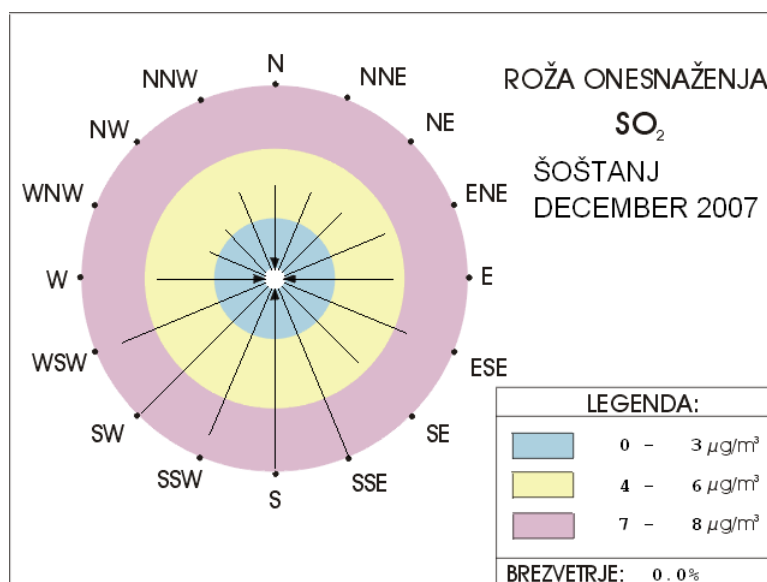 ROŽA ONESNAŽENJA
SO₂
ŠOŠTANJ
DECEMBER 2007
N
NNE
NE
ENE
E
ESE
SE
SSE
S
SSW
SW
WSW
W
WNW
NW
NNW
LEGENDA:
0 – 3 µg/m³
4 – 6 µg/m³
7 – 8 µg/m³
BREZVETRJE: 0.0%